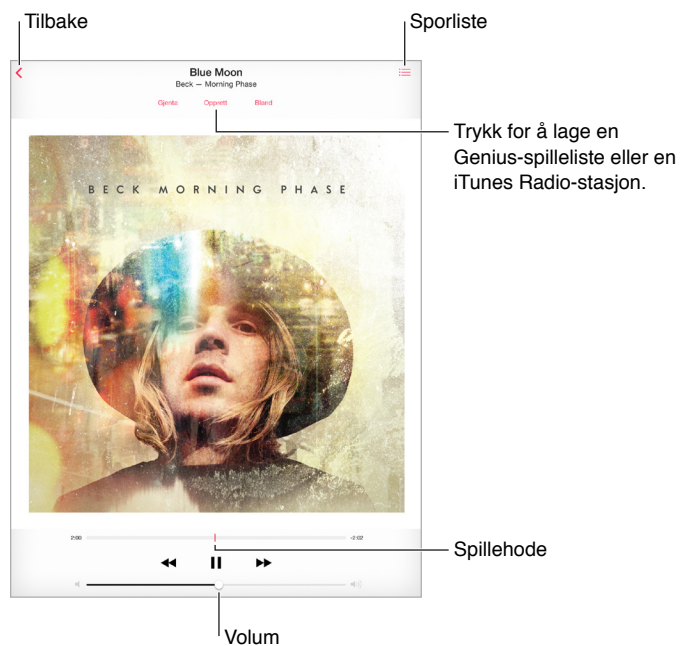 Tilbake
Sporliste
Blue Moon
Beck — Morning Phase
Gjenta Opprett Bland
Trykk for å lage en
Genius-spilleliste eller en
iTunes Radio-stasjon.
BECK MORNING PHASE
2:00 -2:02
Spillehode
Volum